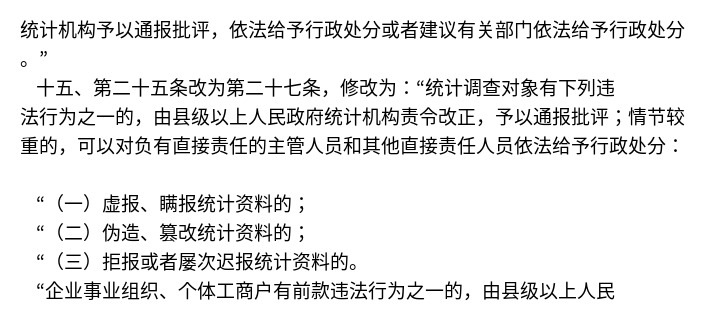 统计机构予以通报批评，依法给予行政处分或者建议有关部门依法给予行政处分
。”
十五、第二十五条改为第二十七条，修改为：“统计调查对象有下列违
法行为之一的，由县级以上人民政府统计机构责令改正，予以通报批评；情节较
重的，可以对负有直接责任的主管人员和其他直接责任人员依法给予行政处分：
“（一）虚报、瞒报统计资料的；
“（二）伪造、篡改统计资料的；
“（三）拒报或者屡次迟报统计资料的。
“企业事业组织、个体工商户有前款违法行为之一的，由县级以上人民